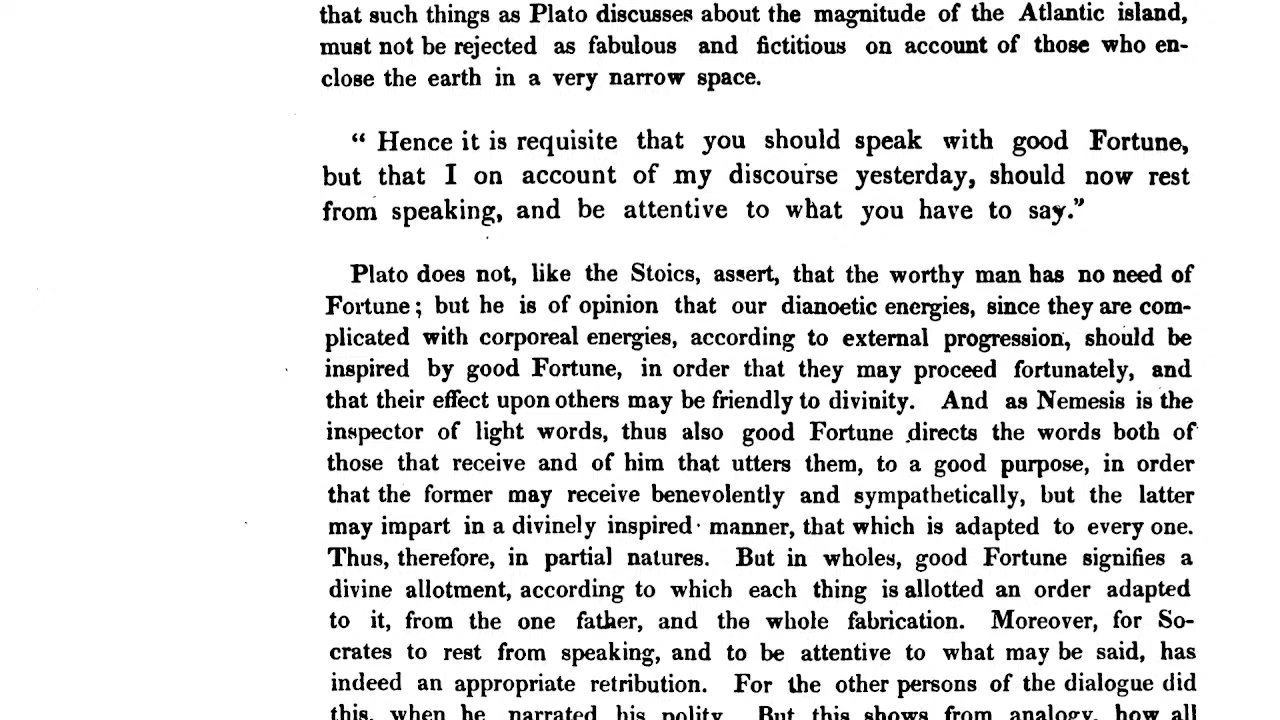 that such things as Plato discusses about the magnitude of the Atlantic island,
must not be rejected as fabulous and fictitious on account of those who en-
close the earth in a very narrow space.
“ Hence it is requisite that you should speak with good Fortune,
but that I on account of my discourse yesterday, should now rest
from speaking, and be attentive to what you have to say.”
Plato does not, like the Stoics, assert, that the worthy man has no need of
Fortune; but he is of opinion that our dianoetic energies, since they are com-
plicated with corporeal energies, according to external progression, should be
inspired by good Fortune, in order that they may proceed fortunately, and
that their effect upon others may be friendly to divinity. And as Nemesis is the
inspector of light words, thus also good Fortune directs the words both of
those that receive and of him that utters them, to a good purpose, in order
that the former may receive benevolently and sympathetically, but the latter
may impart in a divinely inspired manner, that which is adapted to every one.
Thus, therefore, in partial natures. But in wholes, good Fortune signifies a
divine allotment, according to which each thing is allotted an order adapted
to it, from the one father, and the whole fabrication. Moreover, for So-
crates to rest from speaking, and to be attentive to what may be said, has
indeed an appropriate retribution. For the other persons of the dialogue did
this, when he narrated his polity. But this shows from analogy, how all